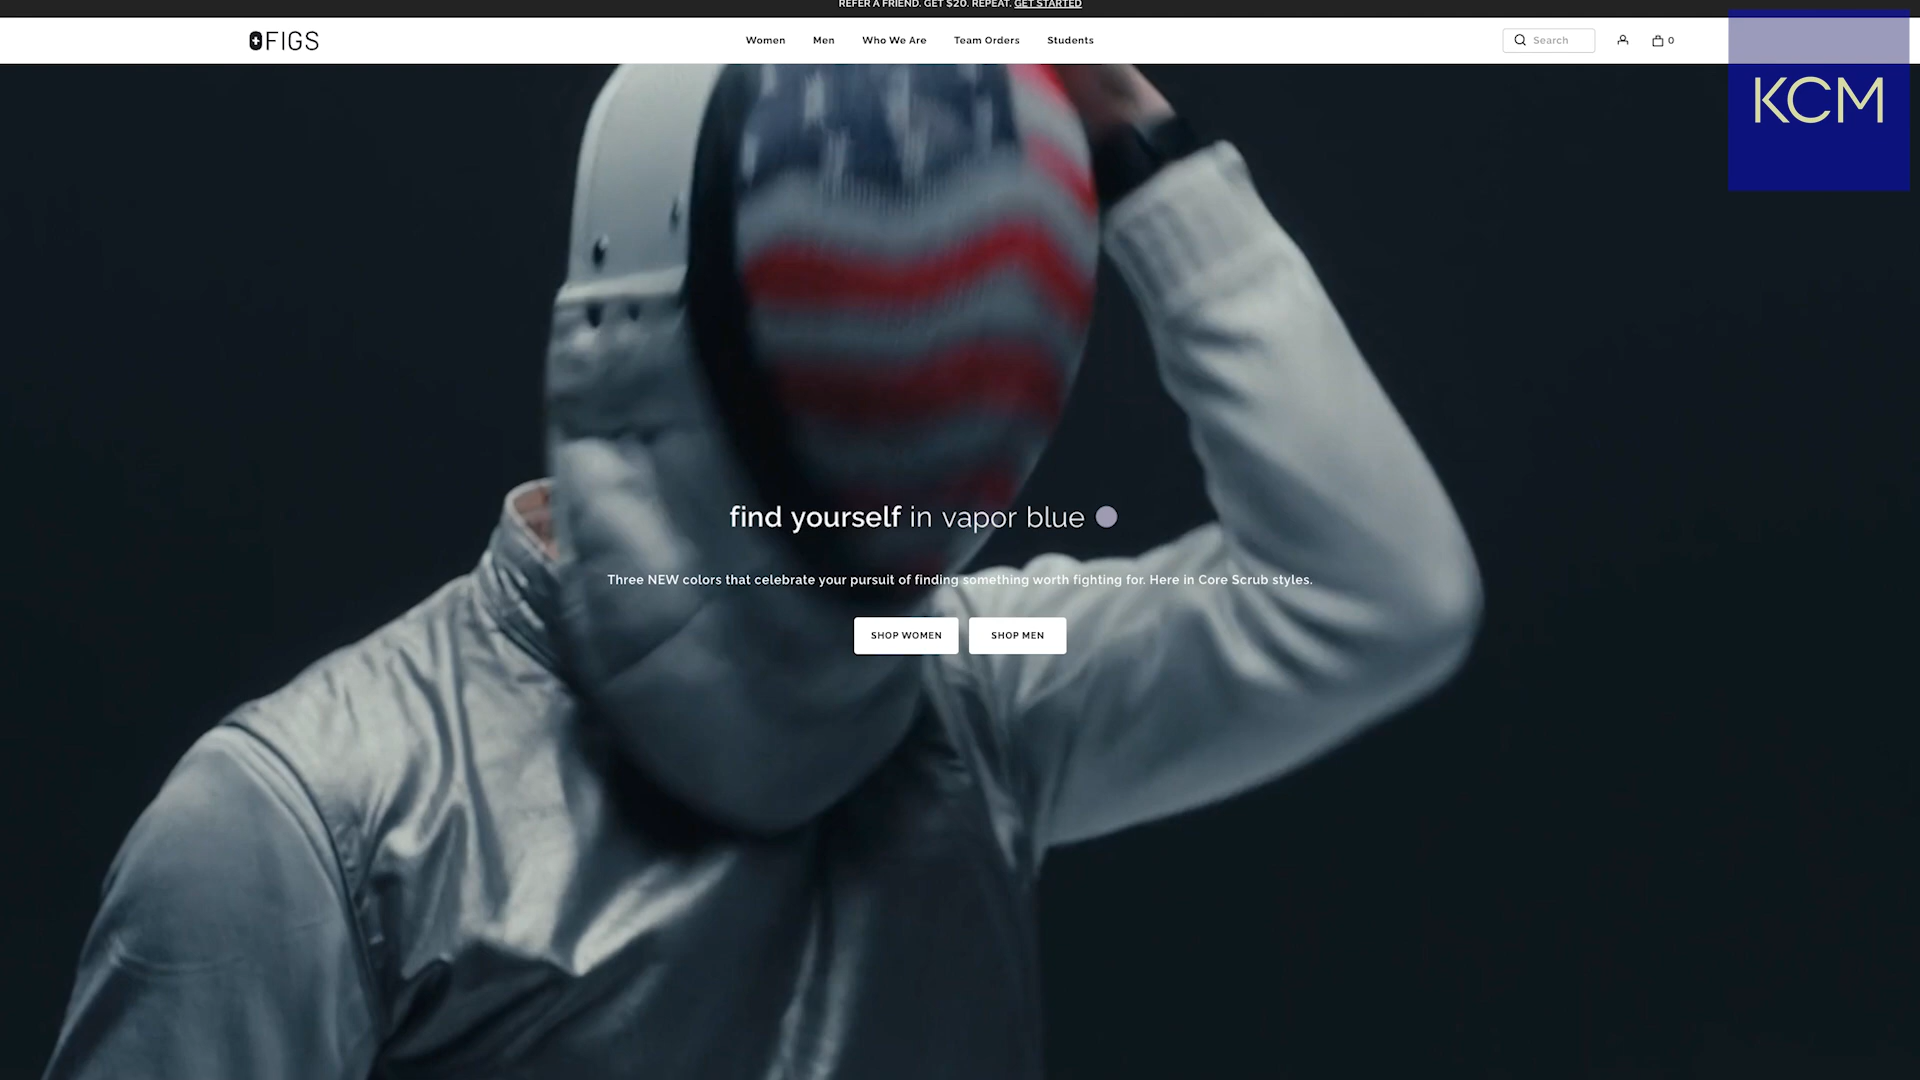 REFER A FRIEND. GET $20. REPEAT. GET STARTED
FIGS
Women
Men
Who We Are
Team Orders
Students
Search
0
KCM
find yourself in vapor blue
Three NEW colors that celebrate your pursuit of finding something worth fighting for. Here in Core Scrub styles.
SHOP WOMEN
SHOP MEN